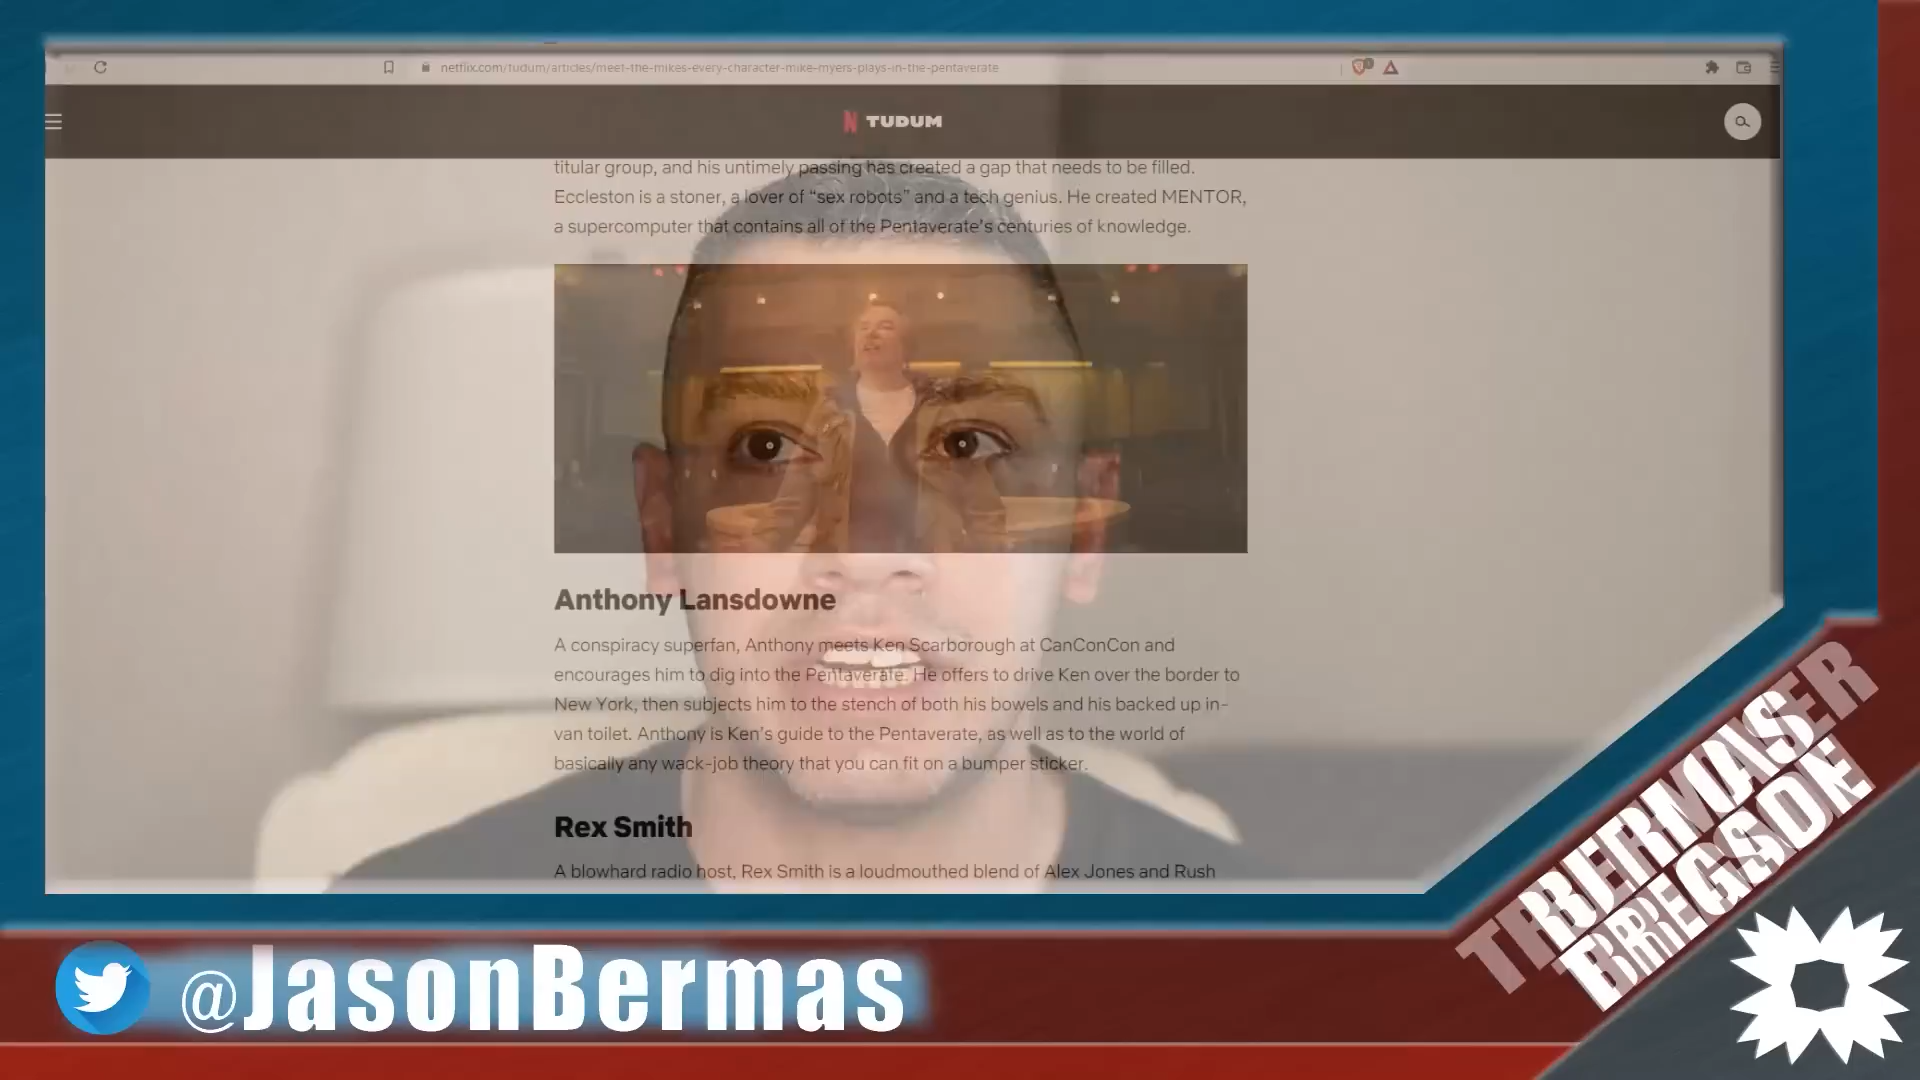 netflix.com/tudum/articles/meet-the-mikes-every-character-mike-myers-plays-in-the-pentaverate
N TUDUM
titular group, and his untimely passing has created a gap that needs to be filled.
Eccleston is a stoner, a lover of “sex robots” and a tech genius. He created MENTOR,
a supercomputer that contains all of the Pentaverate’s centuries of knowledge.
Anthony Lansdowne
A conspiracy superfan, Anthony meets Ken Scarborough at CanConCon and
encourages him to dig into the Pentaverate. He offers to drive Ken over the border to
New York, then subjects him to the stench of both his bowels and his backed up in-
van toilet. Anthony is Ken’s guide to the Pentaverate, as well as to the world of
basically any wack-job theory that you can fit on a bumper sticker.
Rex Smith
A blowhard radio host, Rex Smith is a loudmouthed blend of Alex Jones and Rush
@JasonBermas